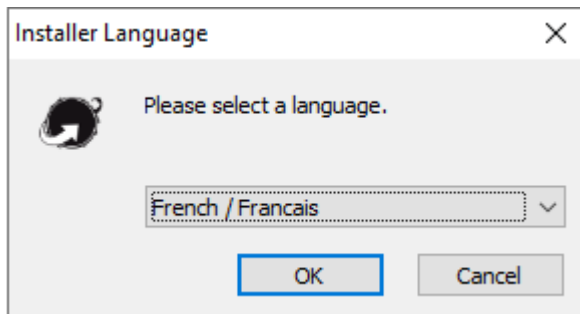 Installer Language
Please select a language.
French / Francais
OK
Cancel